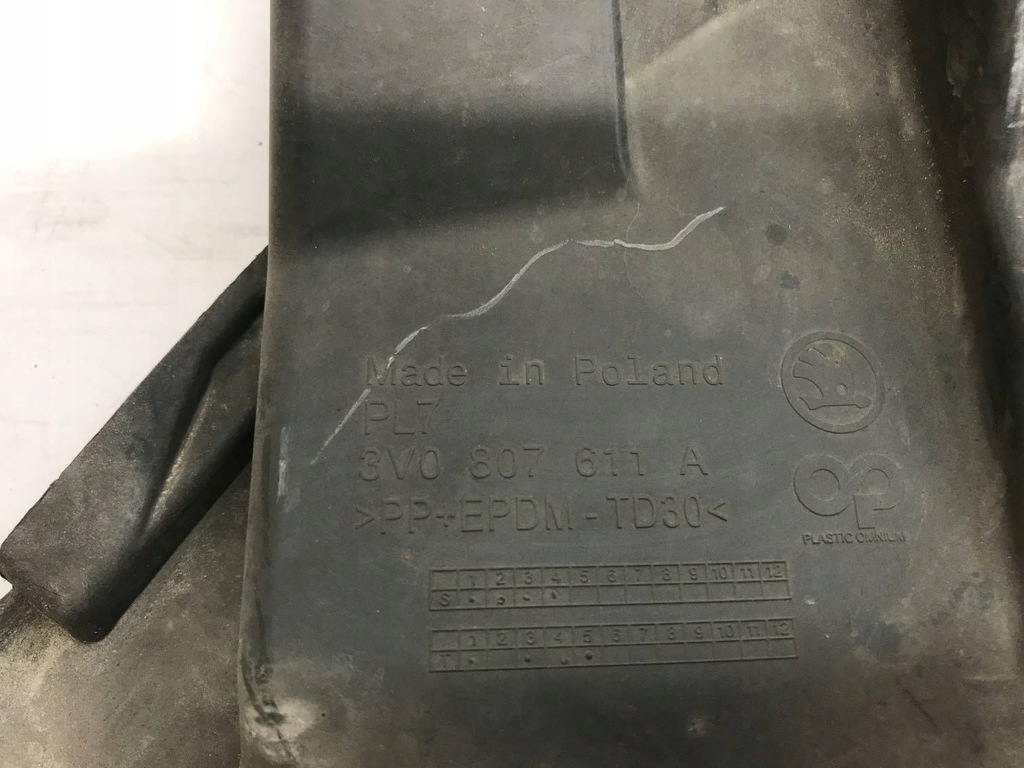 Made in Poland
PL7
3V0 807 611 A
>PP+EPDM-TD30<
PLASTIC OMNIUM
1 2 3 4 5 6 7 8 9 10 11 12
S
1 2 3 4 5 6 7 8 9 10 11 12
T